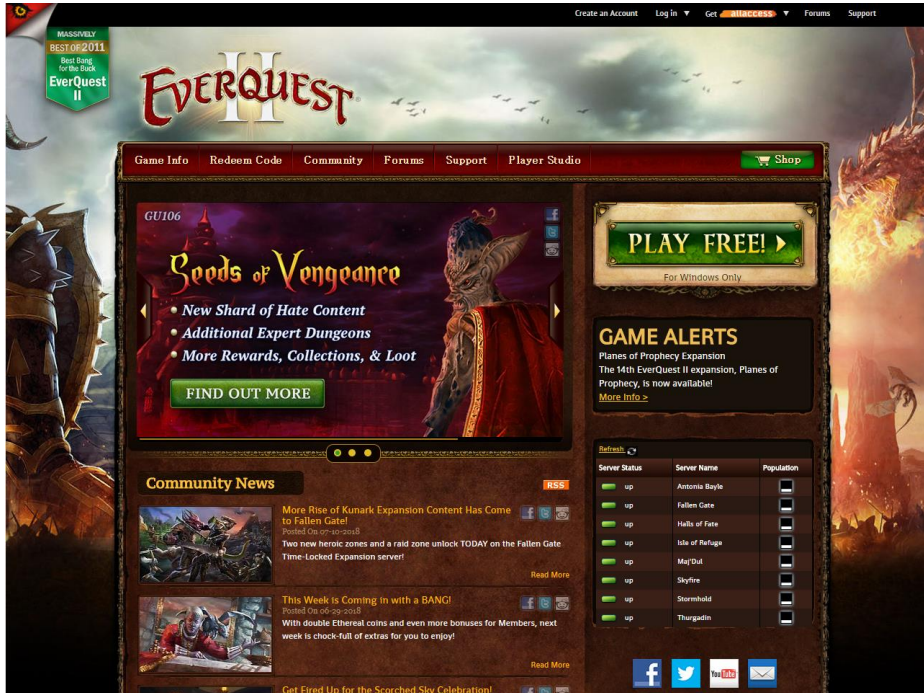 Create an Account Log in ▼ Get allaccess ▼ Forums Support
MASSIVELY
BEST OF 2011
Best Bang
for the Buck
EverQuest
II
EVERQUEST II
Game Info Redeem Code Community Forums Support Player Studio Shop
GU106
Seeds of Vengeance
• New Shard of Hate Content
• Additional Expert Dungeons
• More Rewards, Collections, & Loot
FIND OUT MORE
PLAY FREE!
For Windows Only
GAME ALERTS
Planes of Prophecy Expansion
The 14th EverQuest II expansion, Planes of
Prophecy, is now available!
More Info >
Refresh
Server Status Server Name Population
up Antonia Bayle
up Fallen Gate
up Halls of Fate
up Isle of Refuge
up Maj'Dul
up Skyfire
up Stormhold
up Thurgadin
Community News RSS
More Rise of Kunark Expansion Content Has Come
to Fallen Gate!
Posted On 07-10-2018
Two new heroic zones and a raid zone unlock TODAY on the Fallen Gate
Time-Locked Expansion server!
Read More
This Week is Coming in with a BANG!
Posted On 06-29-2018
With double Ethereal coins and even more bonuses for Members, next
week is chock-full of extras for you to enjoy!
Read More
Get Fired Up for the Scorched Sky Celebration!
You Tube